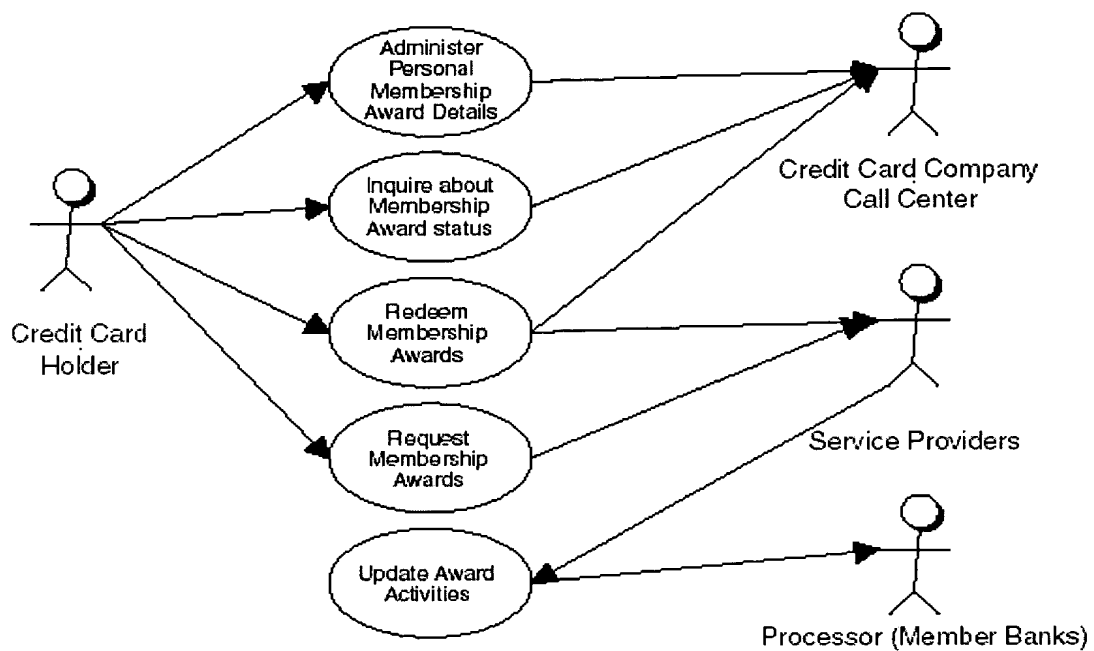 Administer
Personal
Membership
Award Details
Credit Card Company
Call Center
Inquire about
Membership
Award status
Credit Card
Holder
Redeem
Membership
Awards
Service Providers
Request
Membership
Awards
Update Award
Activities
Processor (Member Banks)